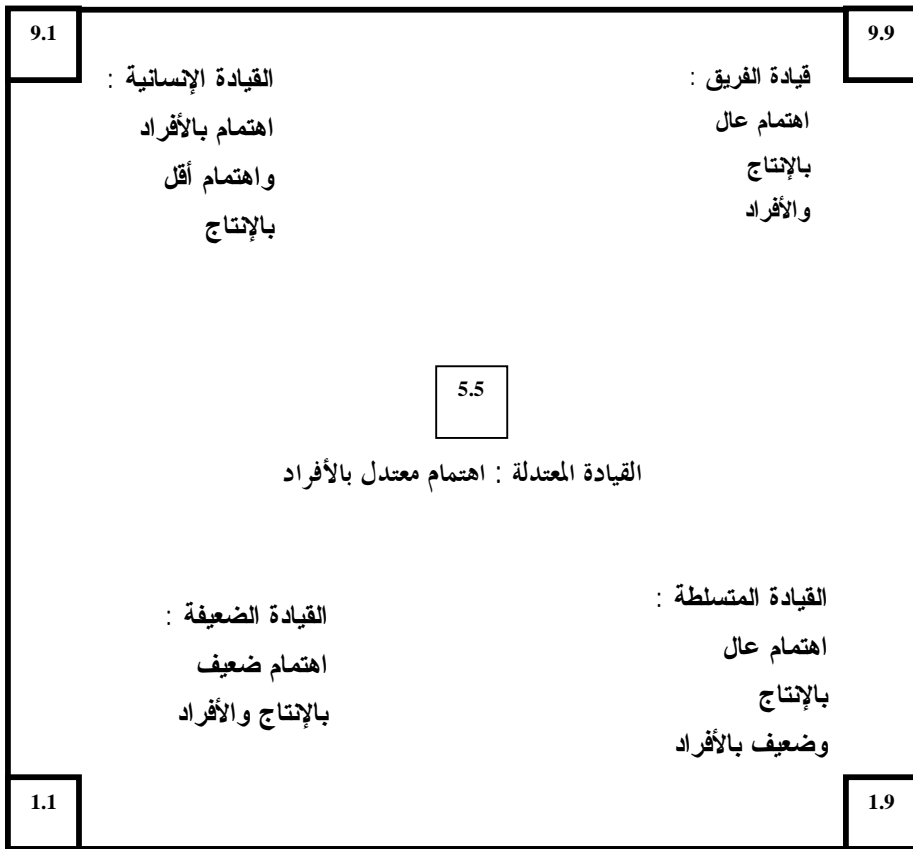 9.9
9.1
قيادة الفريق :
اهتمام عال
بالإنتاج
والأفراد
القيادة الإنسانية :
اهتمام بالأفراد
واهتمام أقل
بالإنتاج
5.5
القيادة المعتدلة : اهتمام معتدل بالأفراد
القيادة المتسلطة :
اهتمام عال
بالإنتاج
وضعيف بالأفراد
القيادة الضعيفة :
اهتمام ضعيف
بالإنتاج والأفراد
1.9
1.1